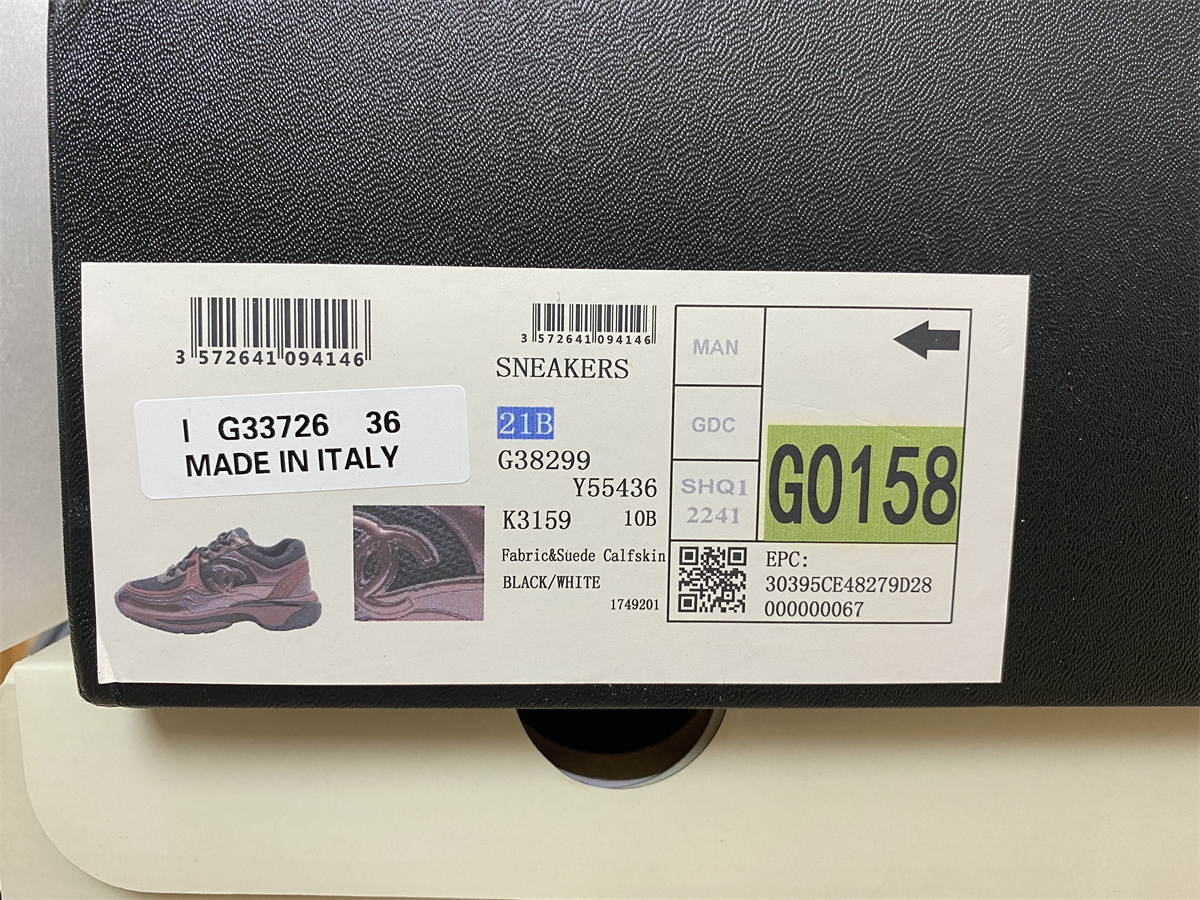 3 572641 094146
I G33726 36
MADE IN ITALY
3 572641 094146
SNEAKERS
21B
G38299
Y55436
K3159 10B
Fabric&Suede Calfskin
BLACK/WHITE
1749201
MAN
GDC
SHQ1
2241
G0158
EPC:
30395CE48279D28
000000067